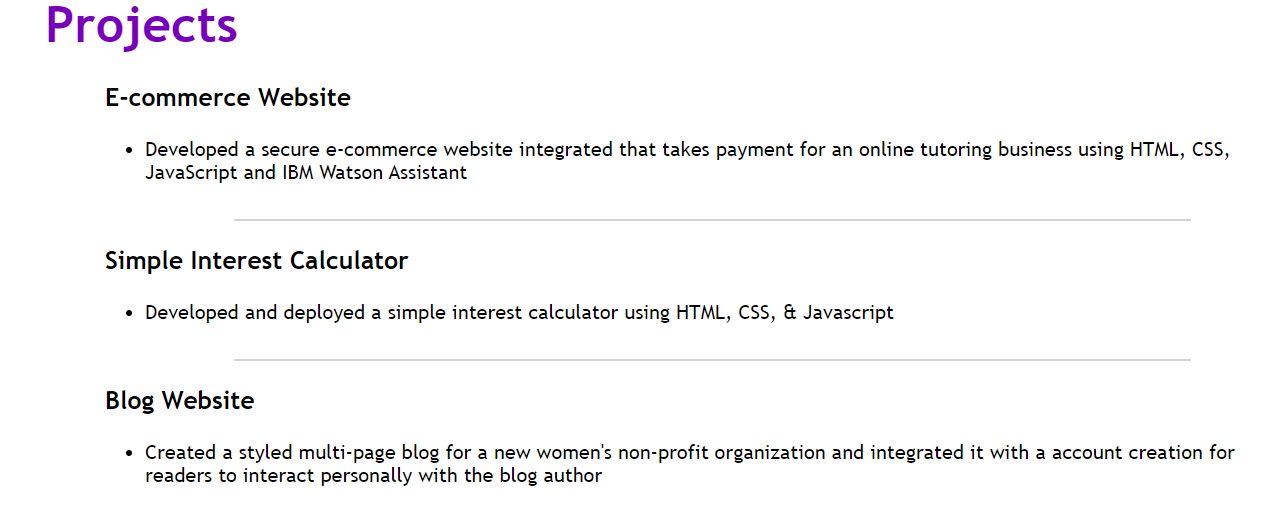 Projects
E-commerce Website
• Developed a secure e-commerce website integrated that takes payment for an online tutoring business using HTML, CSS,
JavaScript and IBM Watson Assistant
Simple Interest Calculator
• Developed and deployed a simple interest calculator using HTML, CSS, & Javascript
Blog Website
• Created a styled multi-page blog for a new women's non-profit organization and integrated it with a account creation for
readers to interact personally with the blog author